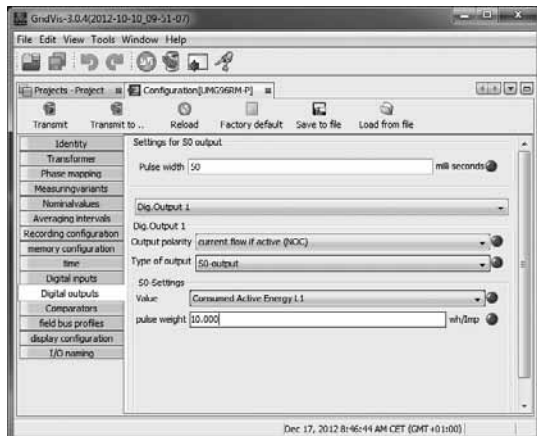 GridVis-3.0.4(2012-10-10_09-51-07)
File Edit View Tools Window Help
Projects - Project
Configuration[UMG96RM-P]
Transmit
Transmit to ..
Reload
Factory default
Save to file
Load from file
Identity
Transformer
Phase mapping
Measuringvariants
Nominalvalues
Averaging intervals
Recording configuration
memory configuration
time
Digital inputs
Digital outputs
Comparators
field bus profiles
display configuration
I/O naming
Settings for S0 output
Pulse width 50 milli seconds
Dig.Output 1
Dig.Output 1
Output polarity current flow if active (NOC)
Type of output S0-output
S0-Settings
Value Consumed Active Energy L1
pulse weight 10.000 wh/Imp
Dec 17, 2012 8:46:44 AM CET (GMT+01:00)